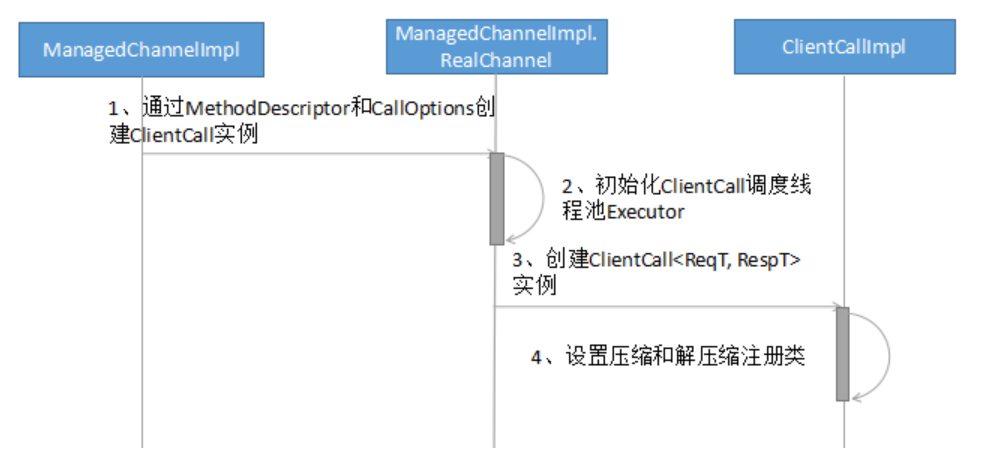 ManagedChannelImpl
ManagedChannelImpl.
RealChannel
ClientCallImpl
1、通过MethodDescriptor和CallOptions创
建ClientCall实例
2、初始化ClientCall调度线
程池Executor
3、创建ClientCall<ReqT, RespT>
实例
4、设置压缩和解压缩注册类